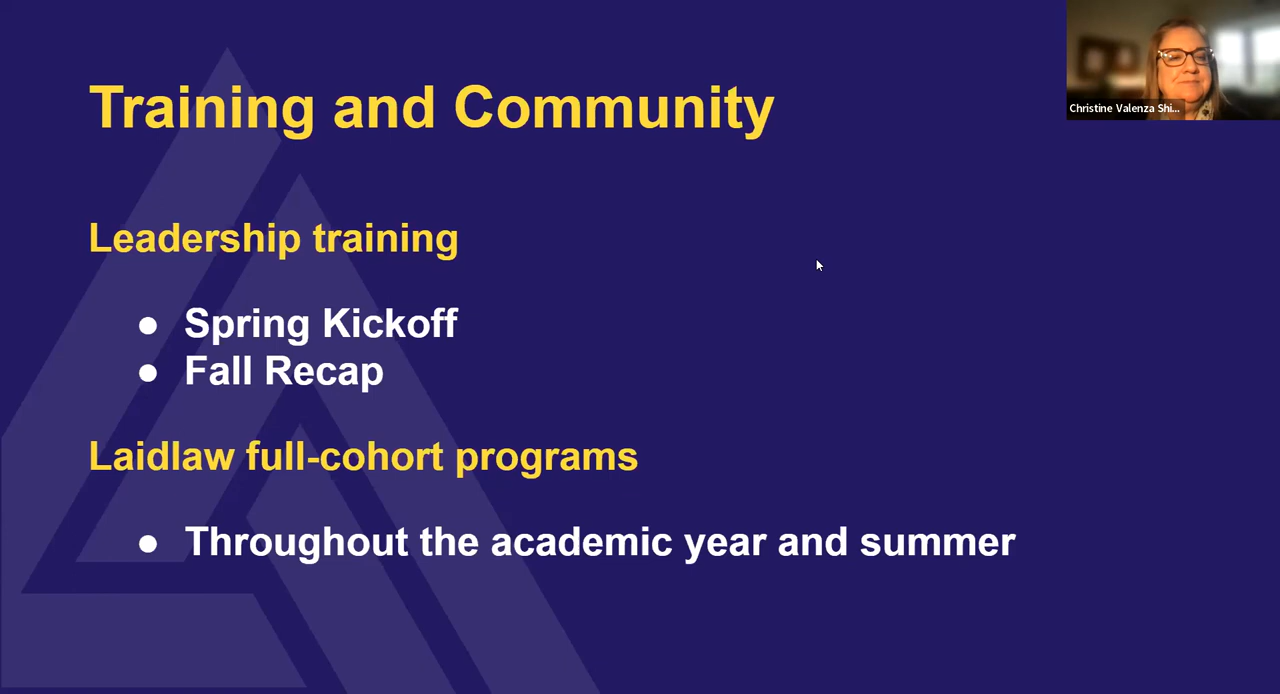 Training and Community
Christine Valenza Shi...
Leadership training
● Spring Kickoff
● Fall Recap
Laidlaw full-cohort programs
● Throughout the academic year and summer